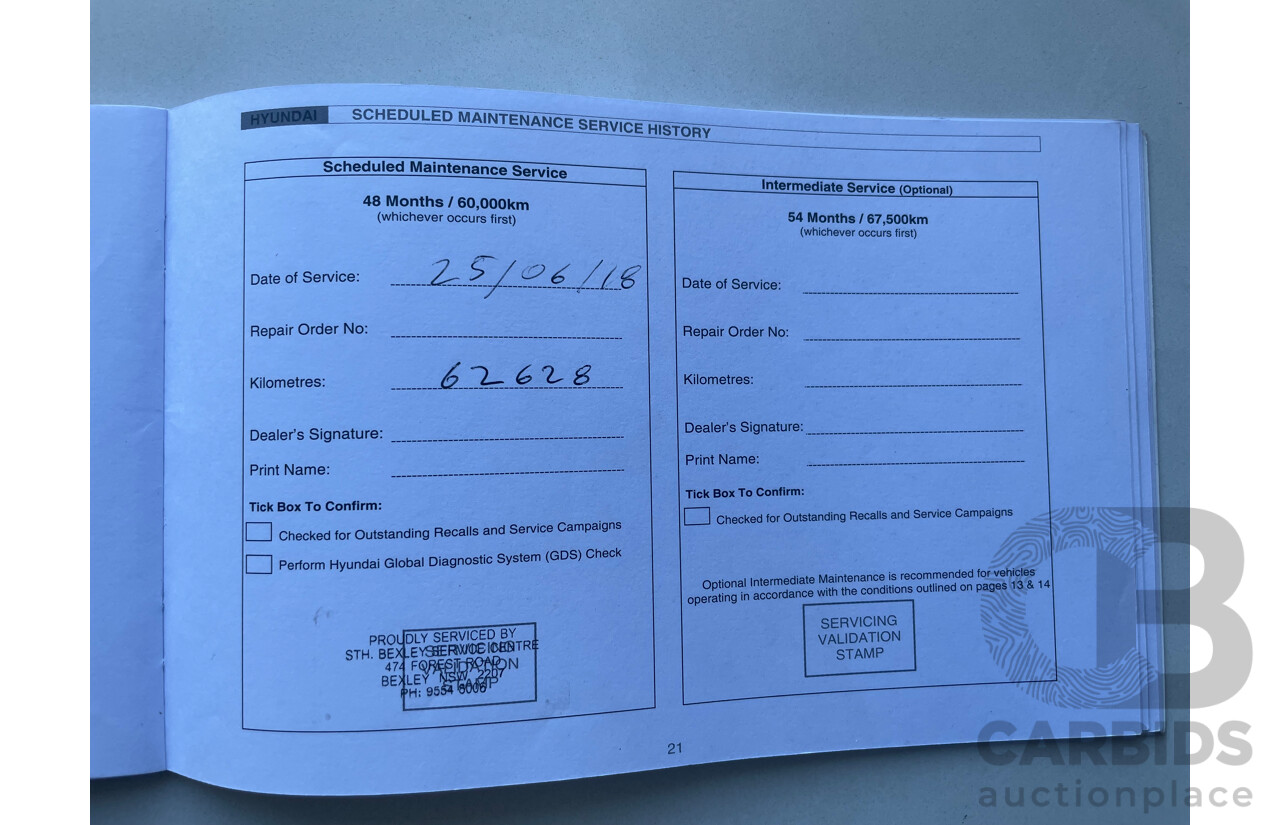 HYUNDAI SCHEDULED MAINTENANCE SERVICE HISTORY
Scheduled Maintenance Service
48 Months / 60,000km
(whichever occurs first)
Date of Service: 25/06/18
Repair Order No:
Kilometres: 62628
Dealer's Signature:
Print Name:
Tick Box To Confirm:
Checked for Outstanding Recalls and Service Campaigns
Perform Hyundai Global Diagnostic System (GDS) Check
PROUDLY SERVICED BY
STH. BEXLEY SERVICE CENTRE
474 FOREST ROAD
BEXLEY NSW 2207
PH: 9554
SERVICING
VALIDATION
STAMP
Intermediate Service (Optional)
54 Months / 67,500km
(whichever occurs first)
Date of Service:
Repair Order No:
Kilometres:
Dealer's Signature:
Print Name:
Tick Box To Confirm:
Checked for Outstanding Recalls and Service Campaigns
Optional Intermediate Maintenance is recommended for vehicles
operating in accordance with the conditions outlined on pages 13 & 14
SERVICING
VALIDATION
STAMP
21
CARBIDS
auctionplace